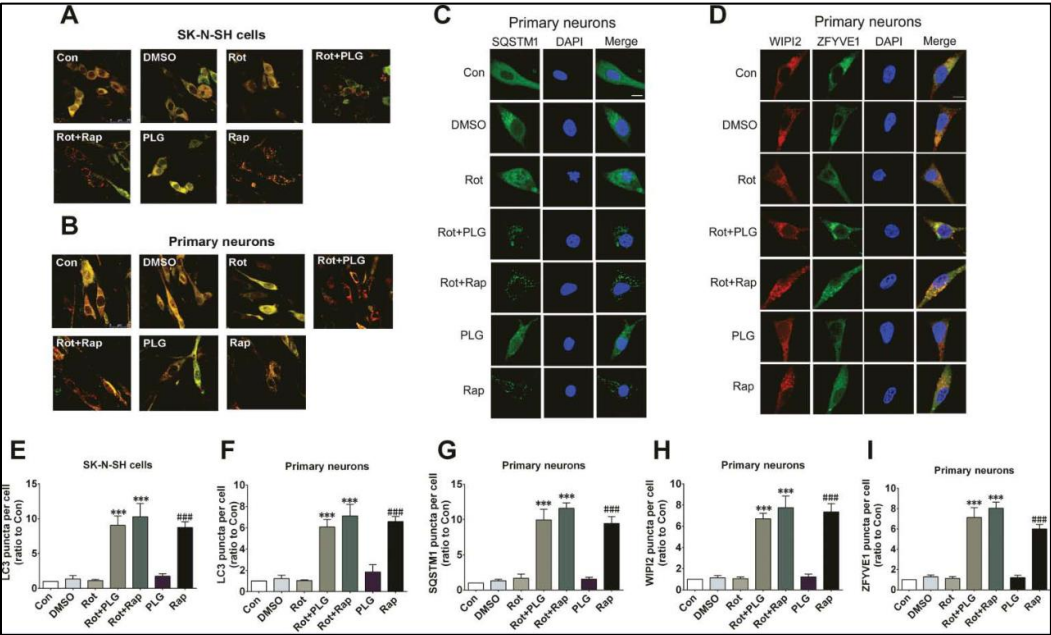 A
SK-N-SH cells
Con
DMSO
Rot
Rot+PLG
Rot+Rap
PLG
Rap
B
Primary neurons
Con
DMSO
Rot
Rot+PLG
Rot+Rap
PLG
Rap
C
Primary neurons
SQSTM1 DAPI Merge
Con
DMSO
Rot
Rot+PLG
Rot+Rap
PLG
Rap
D
Primary neurons
WIPI2 ZFYVE1 DAPI Merge
Con
DMSO
Rot
Rot+PLG
Rot+Rap
PLG
Rap
E
SK-N-SH cells
LC3 puncta per cell
(ratio to Con)
15
10
5
0
***
***
###
Con
DMSO
Rot
Rot+PLG
Rot+Rap
PLG
Rap
F
Primary neurons
LC3 puncta per cell
(ratio to Con)
10
8
6
4
2
0
***
***
###
Con
DMSO
Rot
Rot+PLG
Rot+Rap
PLG
Rap
G
Primary neurons
SQSTM1 puncta per cell
(ratio to Con)
15
10
5
0
***
***
###
Con
DMSO
Rot
Rot+PLG
Rot+Rap
PLG
Rap
H
Primary neurons
WIPI2 puncta per cell
(ratio to Con)
10
8
6
4
2
0
***
***
###
Con
DMSO
Rot
Rot+PLG
Rot+Rap
PLG
Rap
I
Primary neurons
ZFYVE1 puncta per cell
(ratio to Con)
10
8
6
4
2
0
***
***
###
Con
DMSO
Rot
Rot+PLG
Rot+Rap
PLG
Rap